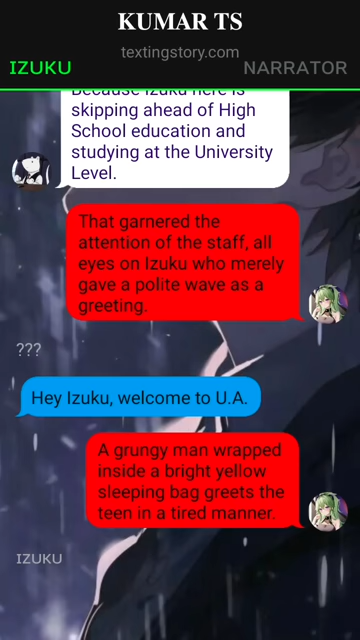 KUMAR TS
textingstory.com
IZUKU
NARRATOR
Because Izuku here is
skipping ahead of High
School education and
studying at the University
Level.
That garnered the
attention of the staff, all
eyes on Izuku who merely
gave a polite wave as a
greeting.
???
Hey Izuku, welcome to U.A.
A grungy man wrapped
inside a bright yellow
sleeping bag greets the
teen in a tired manner.
IZUKU